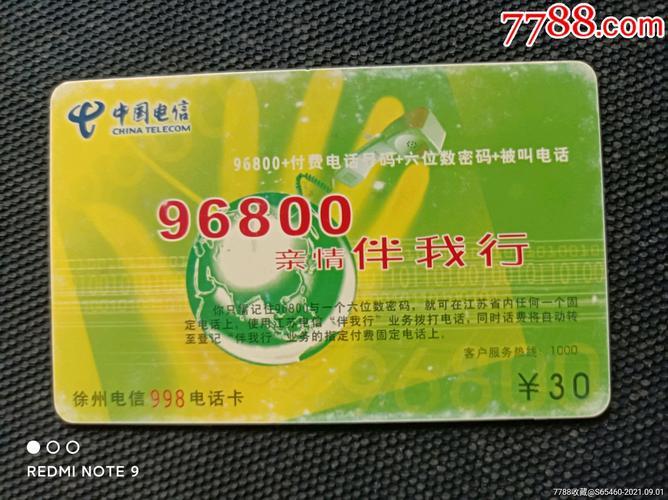 7788.com
中国电信
CHINA TELECOM
96800+付费电话号码+六位数密码+被叫电话
96800
亲情 伴我行
你只需记住96800与一个六位数密码，就可在江苏省内任何一个固
定电话上，使用江苏电信“伴我行”业务拨打电话，同时话费将自动转
至登记“伴我行”业务的指定付费固定电话上。
客户服务热线：1000
96800
徐州电信998电话卡
¥30
REDMI NOTE 9
7788收藏@S65460-2021.09.01